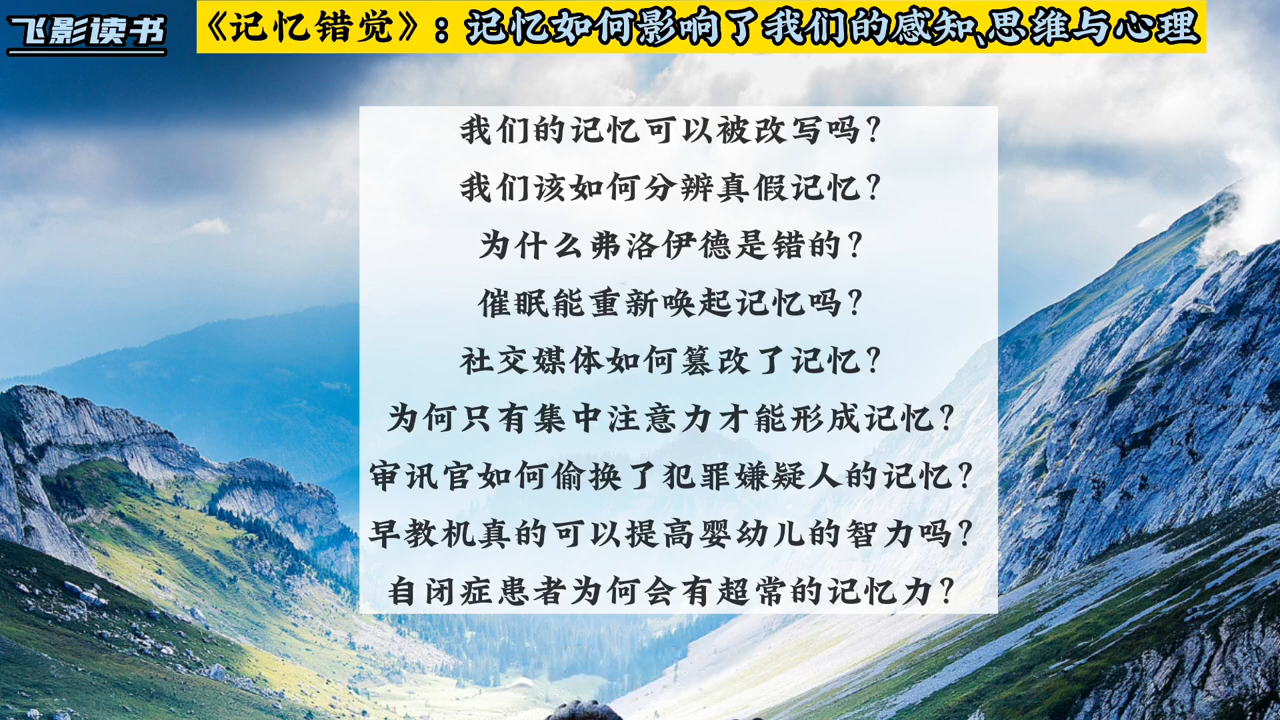 飞影读书
《记忆错觉》：记忆如何影响了我们的感知、思维与心理
我们的记忆可以被改写吗？
我们该如何分辨真假记忆？
为什么弗洛伊德是错的？
催眠能重新唤起记忆吗？
社交媒体如何篡改了记忆？
为何只有集中注意力才能形成记忆？
审讯官如何偷换了犯罪嫌疑人的记忆？
早教机真的可以提高婴幼儿的智力吗？
自闭症患者为何会有超常的记忆力？